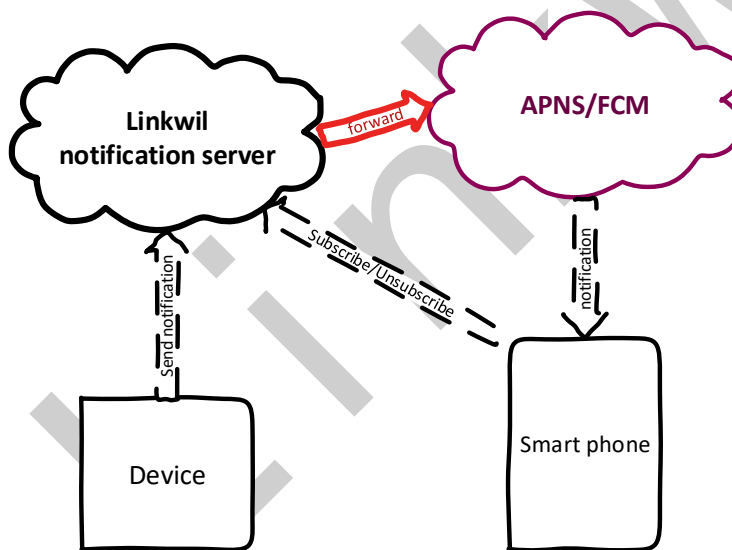 Linkwil
notification server
APNS/FCM
forward
Subscribe/Unsubscribe
Send notification
notification
Device
Smart phone